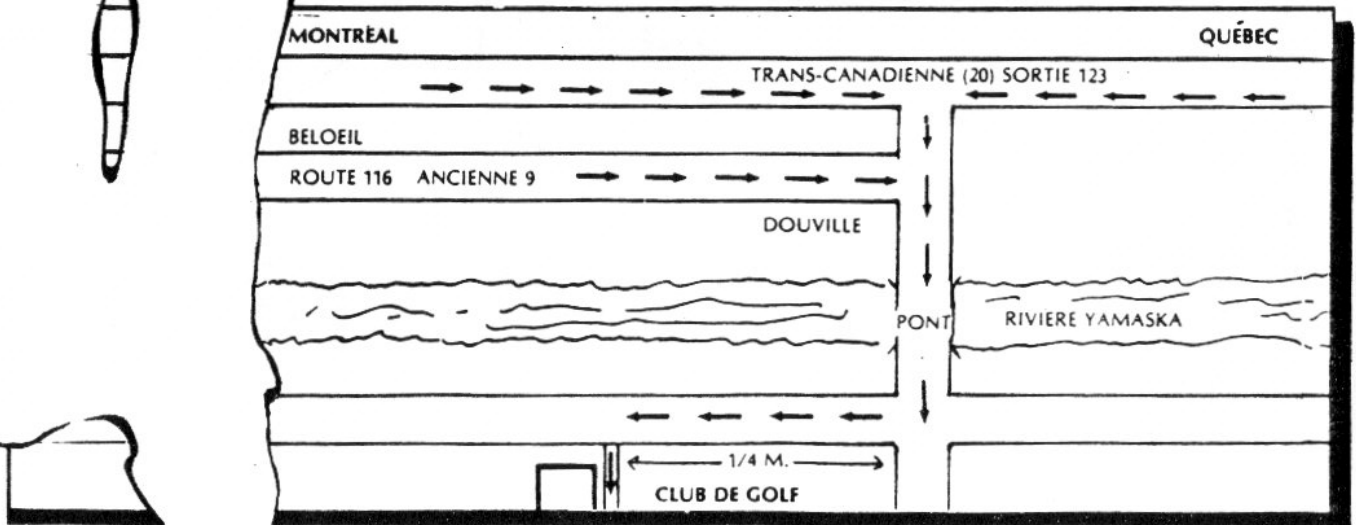 MONTRÈAL
QUÉBEC
TRANS-CANADIENNE (20) SORTIE 123
BELOEIL
ROUTE 116 ANCIENNE 9
DOUVILLE
PONT
RIVIERE YAMASKA
1/4 M.
CLUB DE GOLF